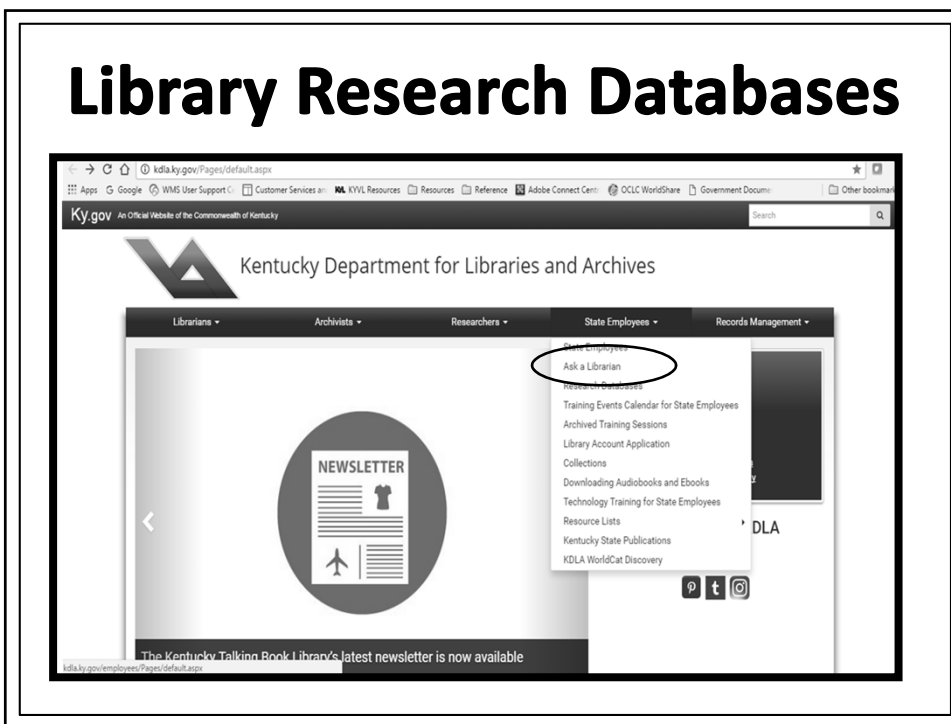 Library Research Databases
kdla.ky.gov/Pages/default.aspx
Apps Google WMS User Support Customer Services an KYVL Resources Resources Reference Adobe Connect Cent OCLC WorldShare Government Docume Other bookmar
Ky.gov An Official Website of the Commonwealth of Kentucky Search
Kentucky Department for Libraries and Archives
Librarians Archivists Researchers State Employees Records Management
State Employees
Ask a Librarian
Research Databases
Training Events Calendar for State Employees
Archived Training Sessions
Library Account Application
Collections
Downloading Audiobooks and Ebooks
Technology Training for State Employees
Resource Lists
Kentucky State Publications
KDLA WorldCat Discovery
NEWSLETTER
DLA
The Kentucky Talking Book Library's latest newsletter is now available
kdla.ky.gov/employees/Pages/default.aspx